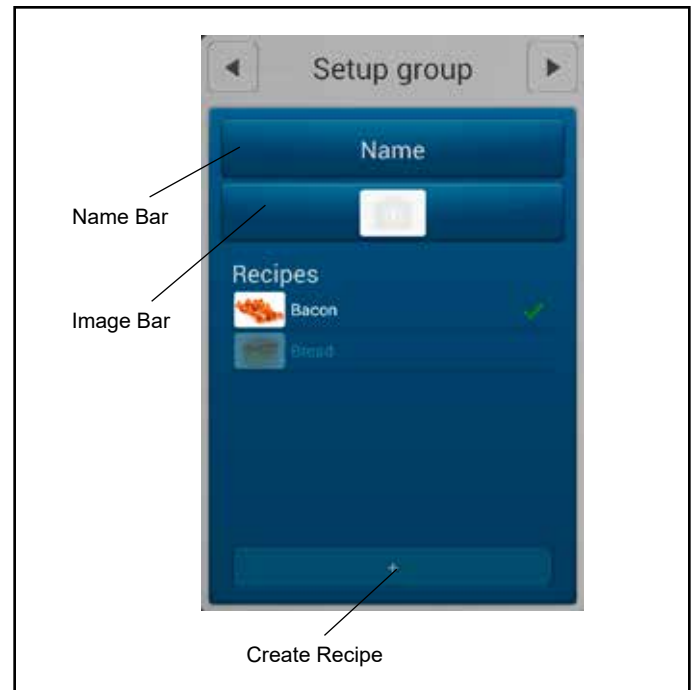 Setup group
Name
Name Bar
Image Bar
Recipes
Bacon
Bread
+
Create Recipe